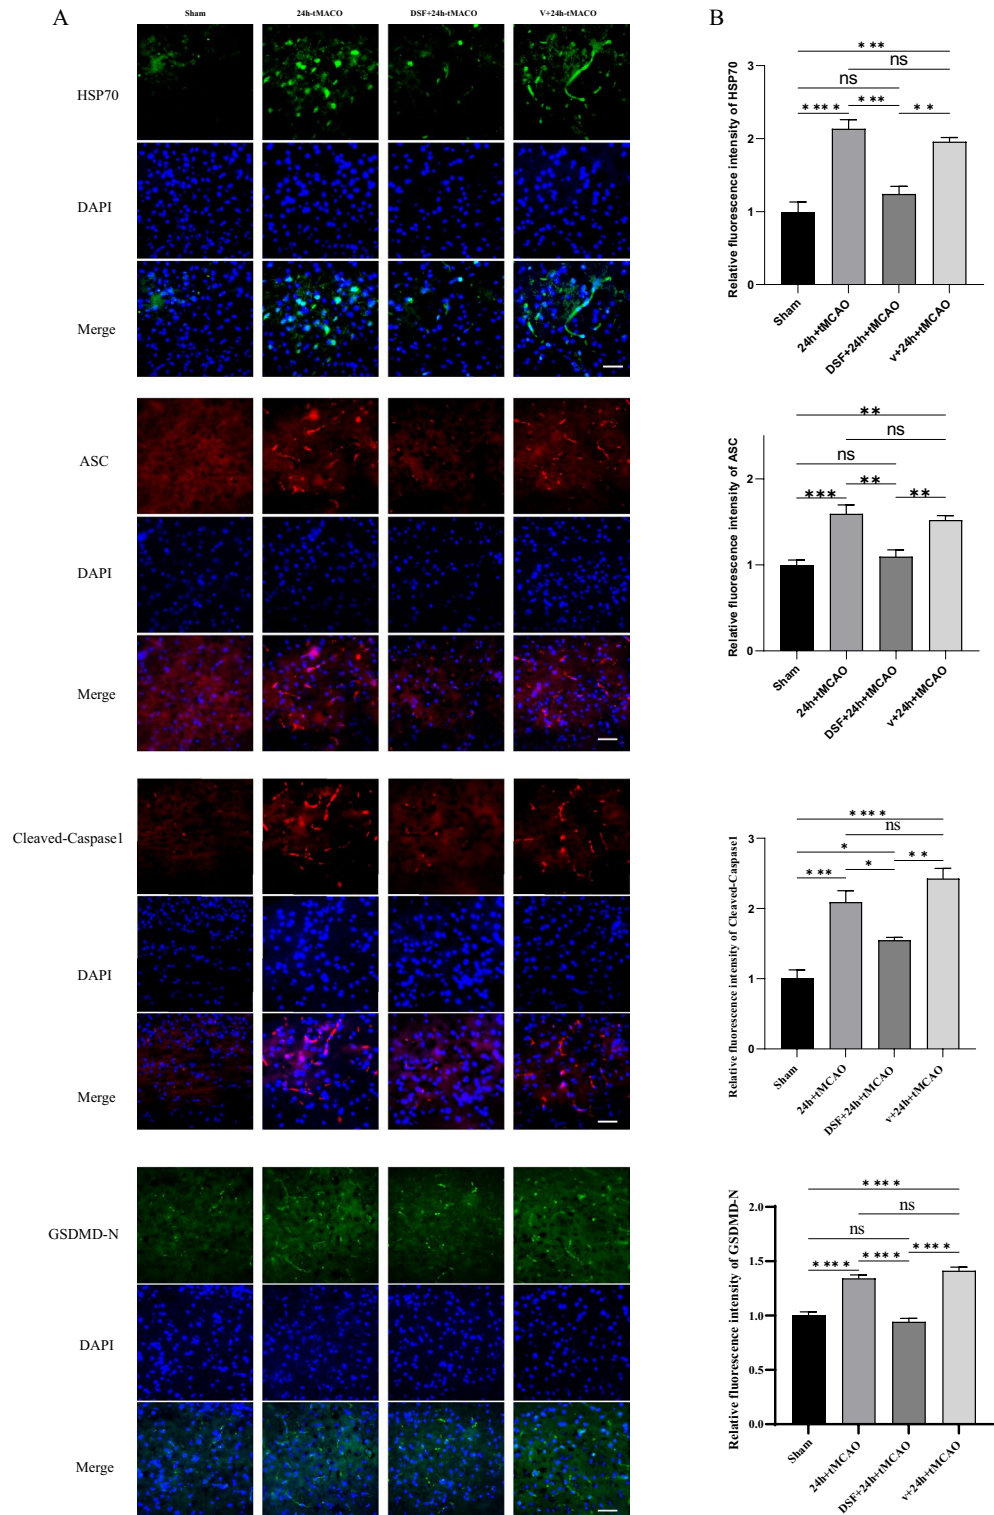 A
Sham
24h-tMACO
DSF+24h-tMACO
V+24h-tMACO
HSP70
DAPI
Merge
ASC
DAPI
Merge
Cleaved-Caspase1
DAPI
Merge
GSDMD-N
DAPI
Merge
B
Relative fluorescence intensity of HSP70
3
2
1
0
***
ns
ns
****
***
**
Sham
24h+tMCAO
DSF+24h+tMCAO
v+24h+tMCAO
Relative fluorescence intensity of ASC
2
1
0
**
ns
ns
***
**
**
Sham
24h+tMCAO
DSF+24h+tMCAO
v+24h+tMCAO
Relative fluorescence intensity of Cleaved-Caspase1
3
2
1
0
****
ns
*
***
*
**
Sham
24h+tMCAO
DSF+24h+tMCAO
v+24h+tMCAO
Relative fluorescence intensity of GSDMD-N
2.0
1.5
1.0
0.5
0.0
****
ns
ns
****
****
****
Sham
24h+tMCAO
DSF+24h+tMCAO
v+24h+tMCAO